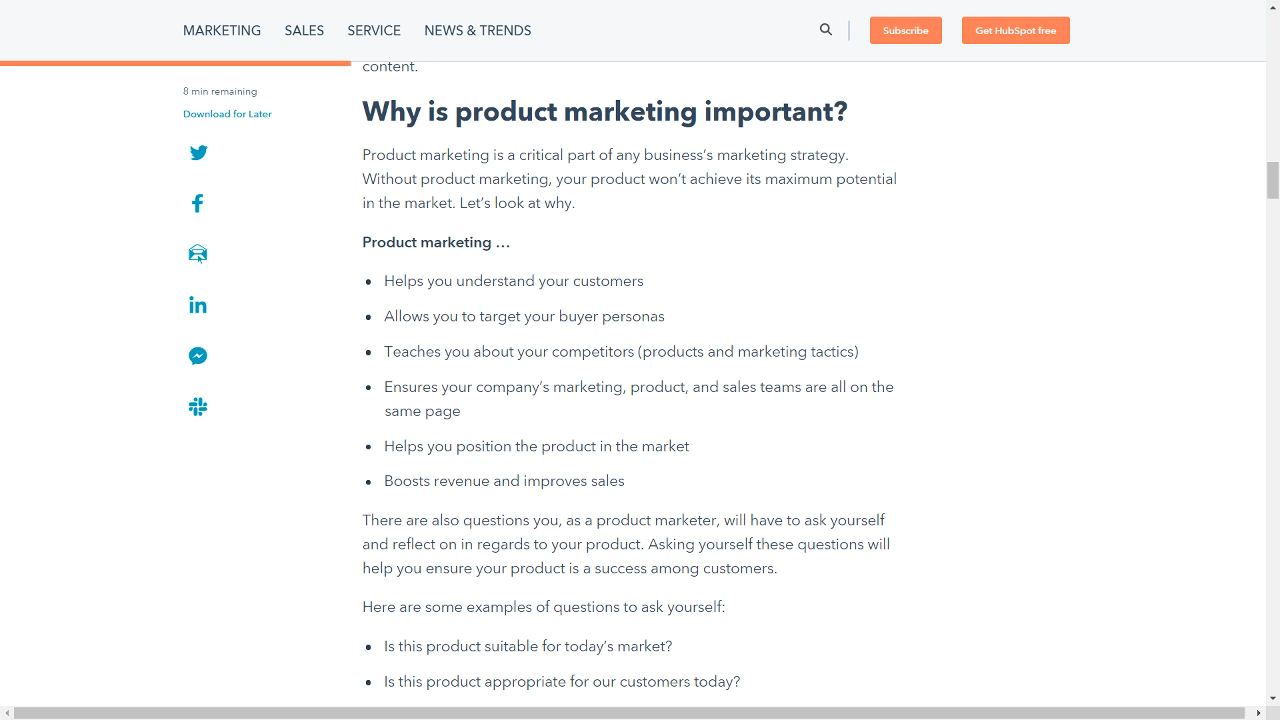 MARKETING SALES SERVICE NEWS & TRENDS Subscribe Get HubSpot free
8 min remaining
Download for Later
content.
Why is product marketing important?
Product marketing is a critical part of any business’s marketing strategy.
Without product marketing, your product won’t achieve its maximum potential
in the market. Let’s look at why.
Product marketing …
• Helps you understand your customers
• Allows you to target your buyer personas
• Teaches you about your competitors (products and marketing tactics)
• Ensures your company’s marketing, product, and sales teams are all on the
same page
• Helps you position the product in the market
• Boosts revenue and improves sales
There are also questions you, as a product marketer, will have to ask yourself
and reflect on in regards to your product. Asking yourself these questions will
help you ensure your product is a success among customers.
Here are some examples of questions to ask yourself:
• Is this product suitable for today’s market?
• Is this product appropriate for our customers today?